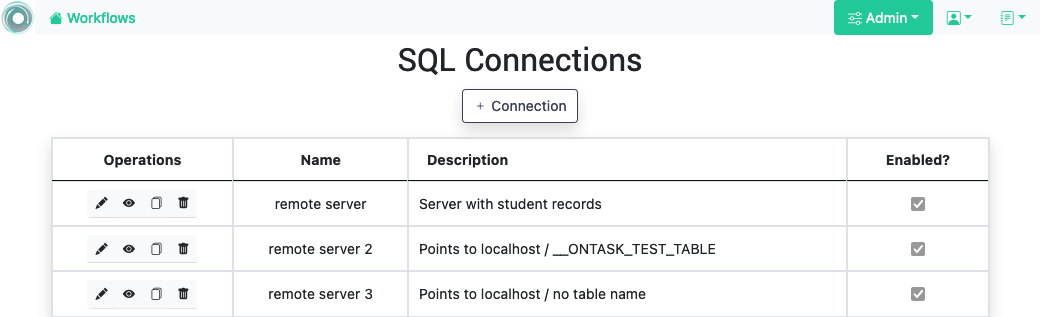 Workflows Admin
SQL Connections
+ Connection
Operations Name Description Enabled?
remote server Server with student records
remote server 2 Points to localhost / __ONTASK_TEST_TABLE
remote server 3 Points to localhost / no table name